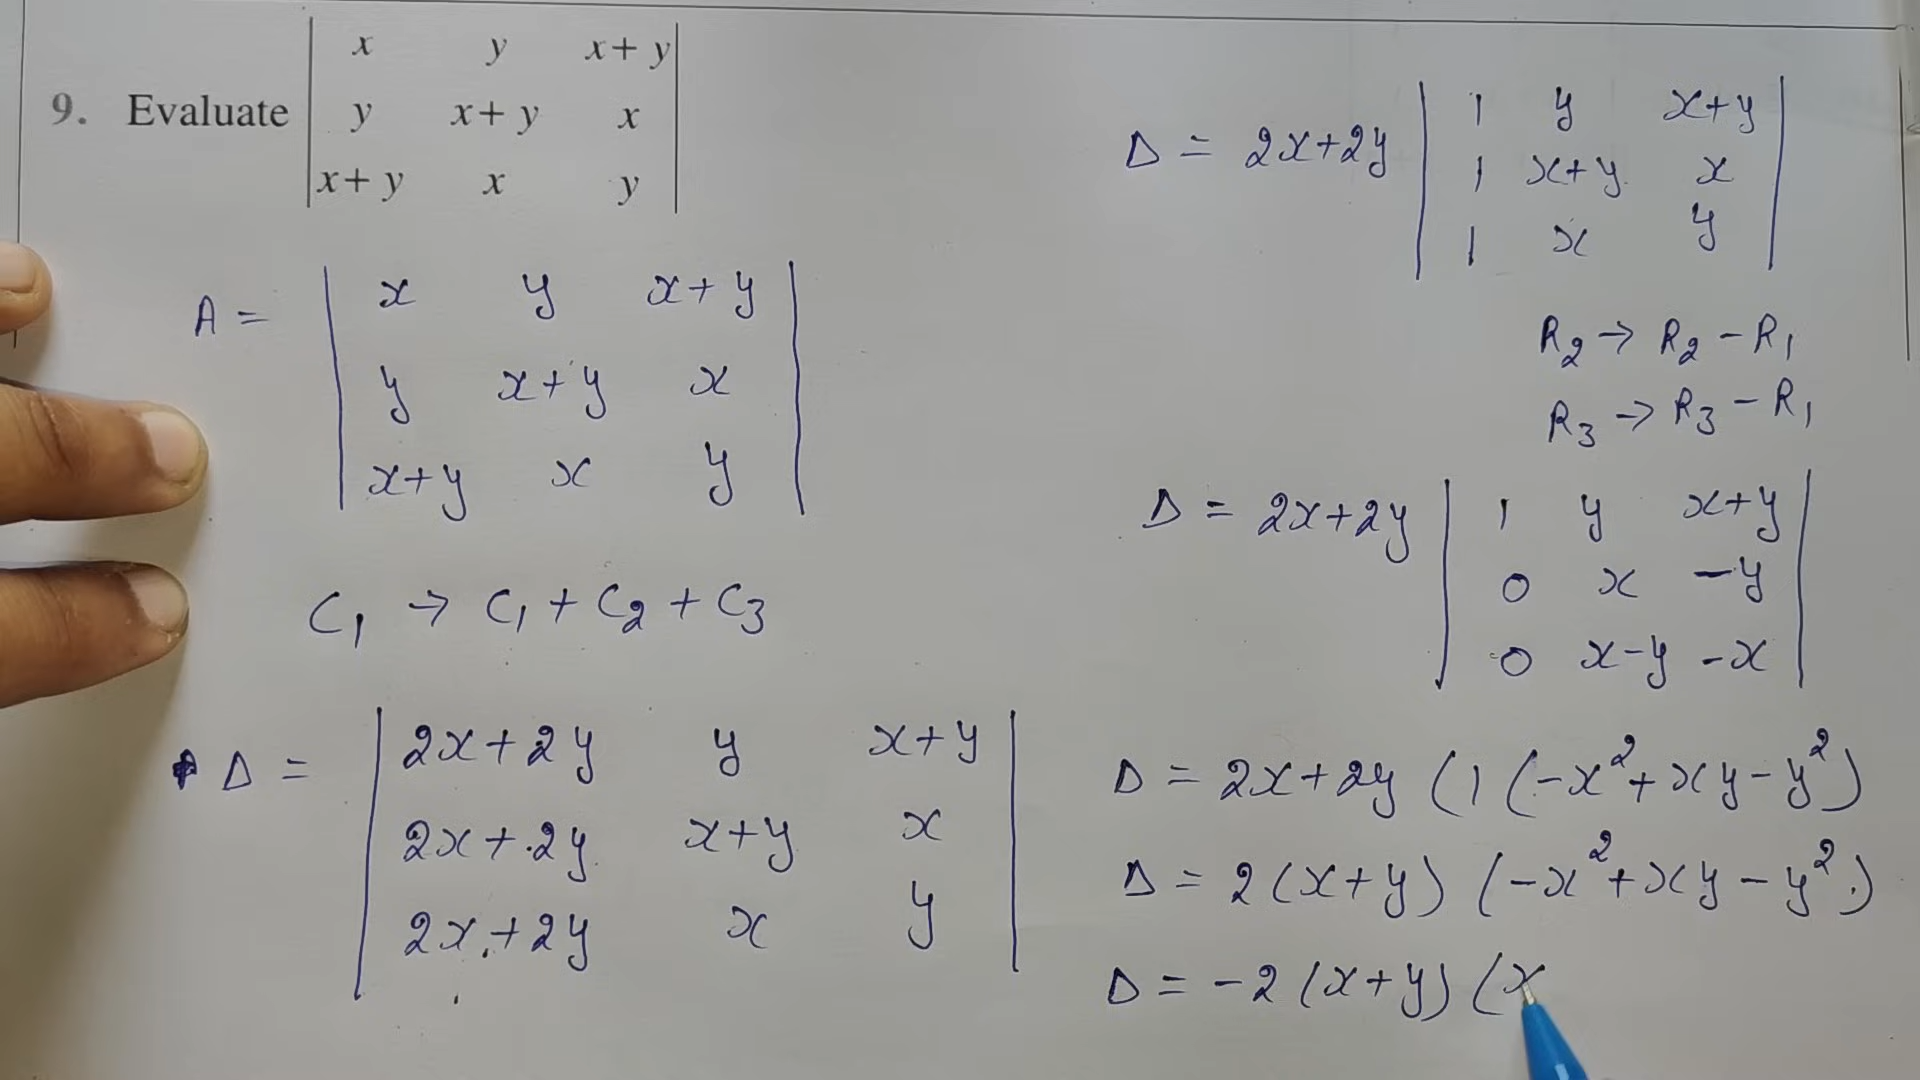 9. Evaluate
| x y x+y |
| y x+y x |
| x+y x y |
A =
| x y x+y |
| y x+y x |
| x+y x y |
C₁ → C₁ + C₂ + C₃
Δ =
| 2x+2y y x+y |
| 2x+2y x+y x |
| 2x+2y x y |
Δ = 2x+2y
| 1 y x+y |
| 1 x+y x |
| 1 x y |
R₂ → R₂ - R₁
R₃ → R₃ - R₁
Δ = 2x+2y
| 1 y x+y |
| 0 x -y |
| 0 x-y -x |
Δ = 2x+2y (1 (-x²+xy-y²)
Δ = 2(x+y) (-x²+xy-y².)
Δ = -2(x+y) (x